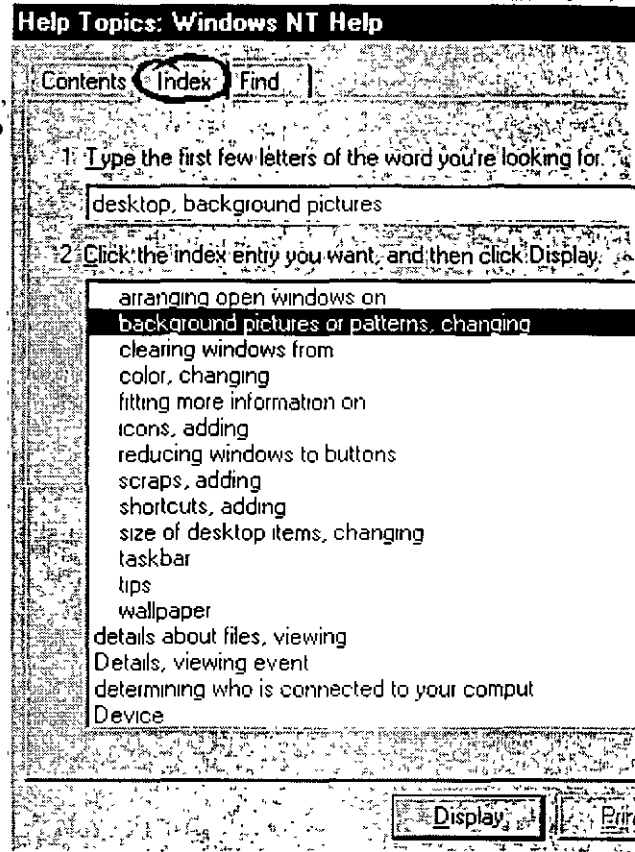 Help Topics: Windows NT Help
Contents Index Find
1. Type the first few letters of the word you're looking for.
desktop, background pictures
2 Click the index entry you want, and then click Display.
arranging open windows on
background pictures or patterns, changing
clearing windows from
color, changing
fitting more information on
icons, adding
reducing windows to buttons
scraps, adding
shortcuts, adding
size of desktop items, changing
taskbar
tips
wallpaper
details about files, viewing
Details, viewing event
determining who is connected to your comput
Device
Display